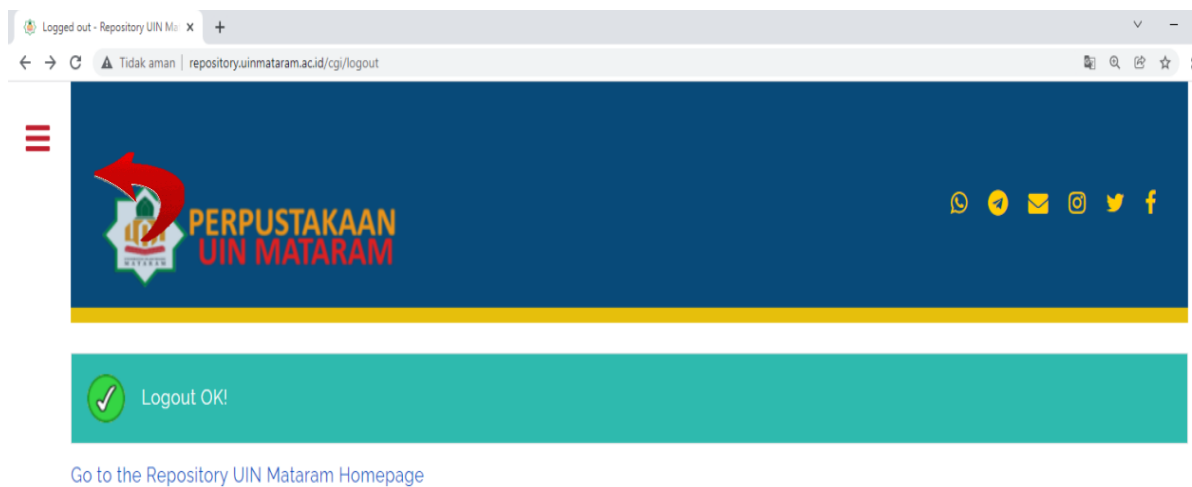 Logged out - Repository UIN Ma
Tidak aman | repository.uinmataram.ac.id/cgi/logout
PERPUSTAKAAN
UIN MATARAM
Logout OK!
Go to the Repository UIN Mataram Homepage